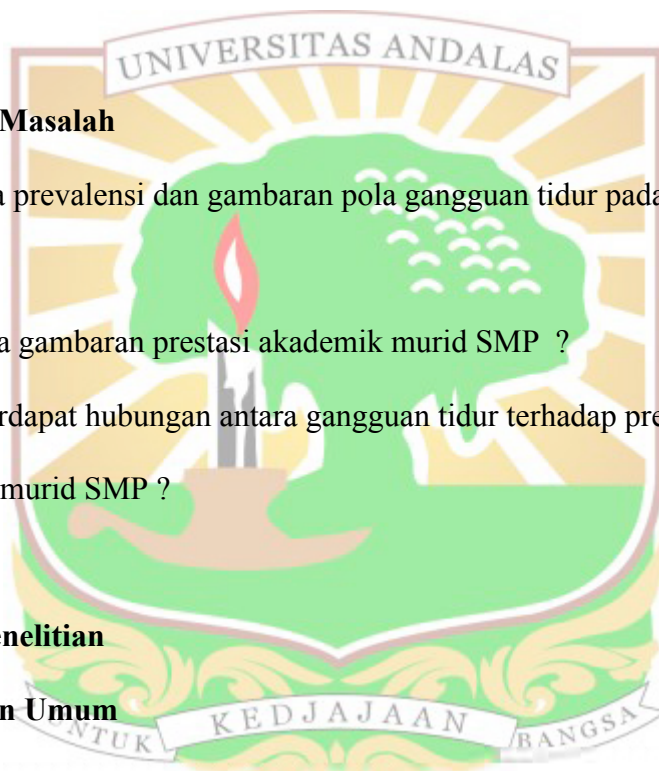 UNIVERSITAS ANDALAS
Masalah
a prevalensi dan gambaran pola gangguan tidur pada
a gambaran prestasi akademik murid SMP ?
rdapat hubungan antara gangguan tidur terhadap pre
murid SMP ?
enelitian
n Umum
UNTUK KEDJAJAAN BANGSA